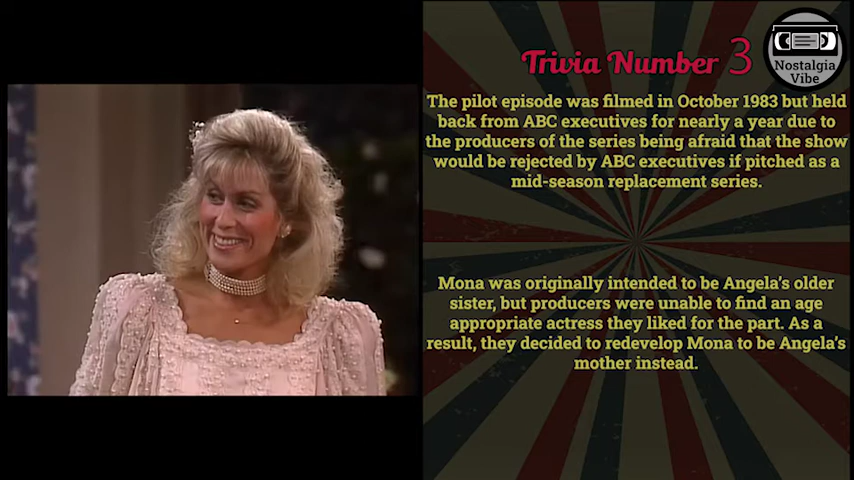 Trivia Number 3
Nostalgia
Vibe
The pilot episode was filmed in October 1983 but held
back from ABC executives for nearly a year due to
the producers of the series being afraid that the show
would be rejected by ABC executives if pitched as a
mid-season replacement series.
Mona was originally intended to be Angela's older
sister, but producers were unable to find an age
appropriate actress they liked for the part. As a
result, they decided to redevelop Mona to be Angela's
mother instead.